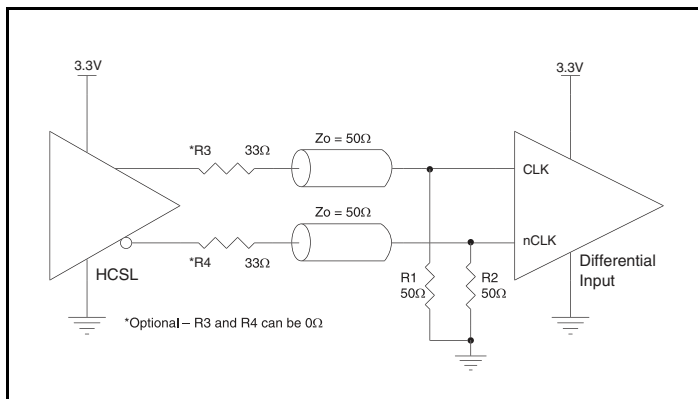 3.3V
3.3V
*R3 33Ω
Zo = 50Ω
CLK
Zo = 50Ω
nCLK
HCSL
*R4 33Ω
R1
50Ω
R2
50Ω
Differential
Input
*Optional – R3 and R4 can be 0Ω